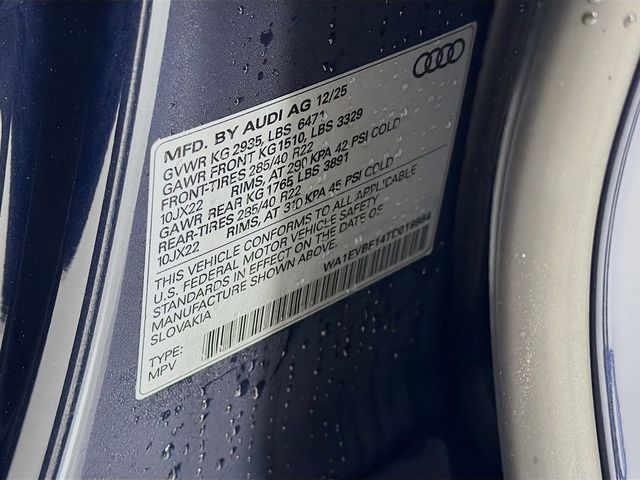 MFD. BY AUDI AG 12/25
GVWR KG 2935, LBS 6471
GAWR FRONT KG1510, LBS 3329
FRONT-TIRES 285/40 R22
10JX22 RIMS, AT 290 KPA 42 PSI COLD
GAWR REAR KG 1765 LBS 3891
REAR-TIRES 285/40 R22
10JX22 RIMS, AT 310 KPA 45 PSI COLD
THIS VEHICLE CONFORMS TO ALL APPLICABLE
U.S. FEDERAL MOTOR VEHICLE SAFETY
STANDARDS IN EFFECT ON THE DATE OF
MANUFACTURE SHOWN ABOVE.
SLOVAKIA
TYPE:
MPV